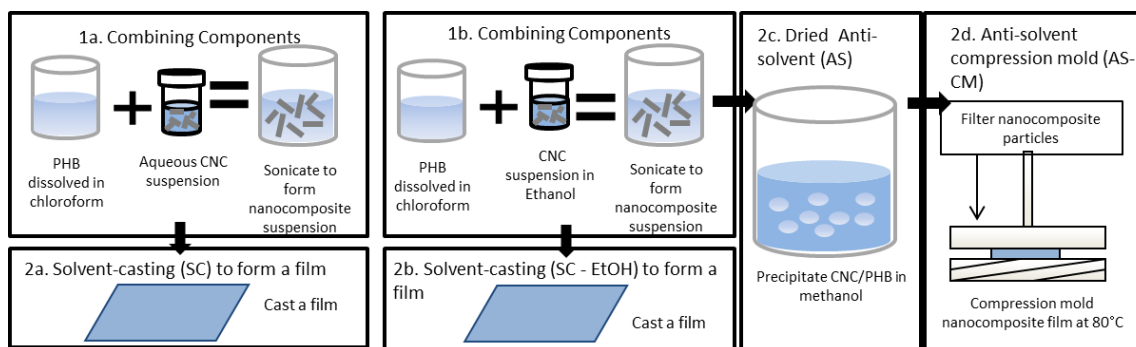 1a. Combining Components
PHB
dissolved in
chloroform
Aqueous CNC
suspension
Sonicate to
form
nanocomposite
suspension
2a. Solvent-casting (SC) to form a film
Cast a film
1b. Combining Components
PHB
dissolved in
chloroform
CNC
suspension in
Ethanol
Sonicate to
form
nanocomposite
suspension
2b. Solvent-casting (SC - EtOH) to form a
film
Cast a film
2c. Dried Anti-
solvent (AS)
Precipitate CNC/PHB in
methanol
2d. Anti-solvent
compression mold (AS-
CM)
Filter nanocomposite
particles
Compression mold
nanocomposite film at 80°C